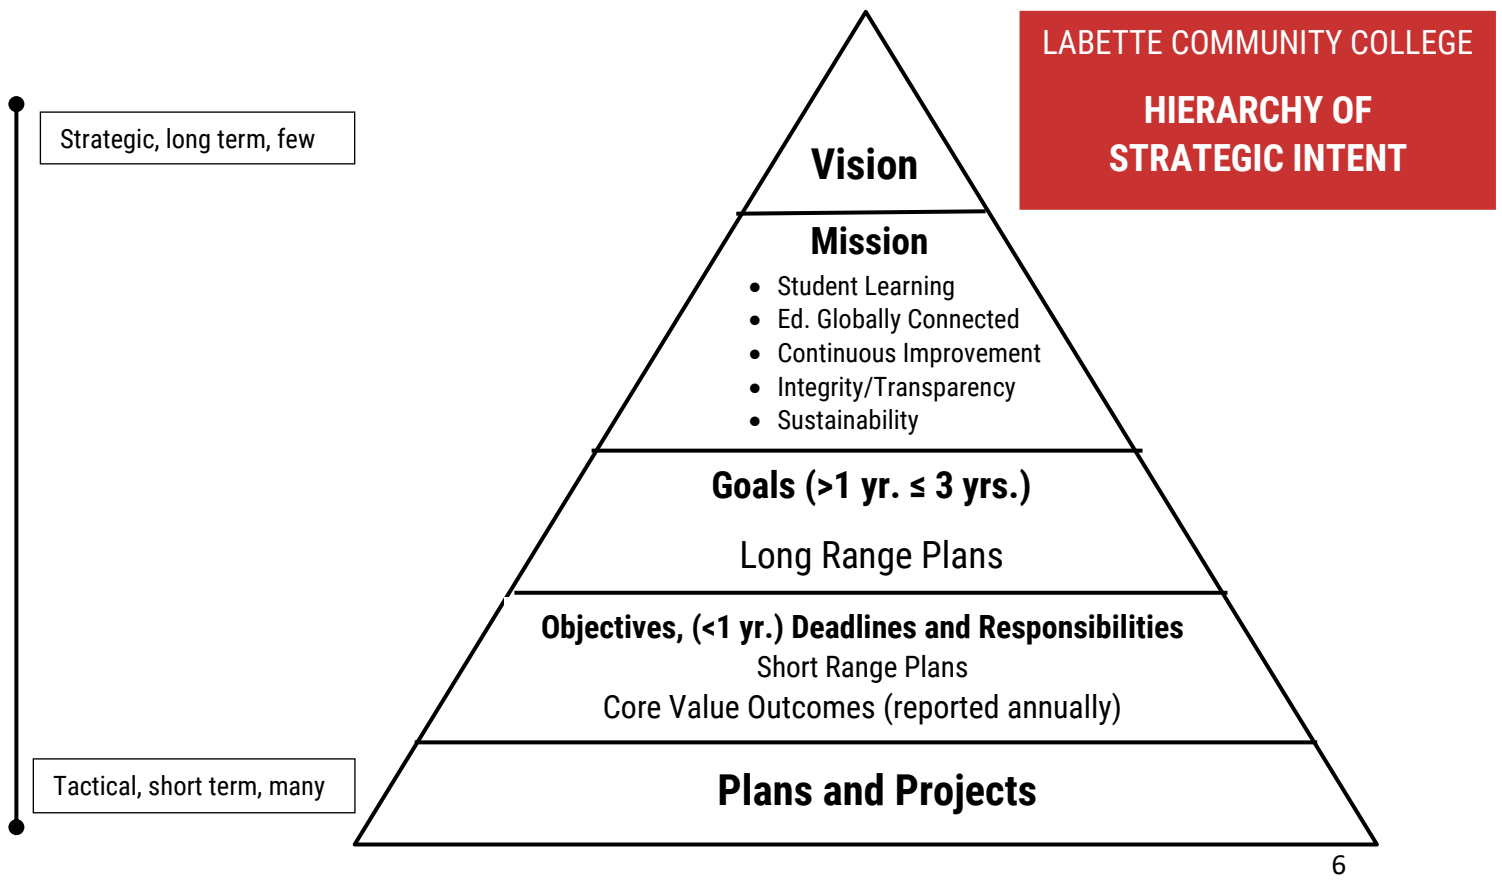 LABETTE COMMUNITY COLLEGE
HIERARCHY OF
STRATEGIC INTENT
Strategic, long term, few
Vision
Mission
• Student Learning
• Ed. Globally Connected
• Continuous Improvement
• Integrity/Transparency
• Sustainability
Goals (>1 yr. ≤ 3 yrs.)
Long Range Plans
Objectives, (<1 yr.) Deadlines and Responsibilities
Short Range Plans
Core Value Outcomes (reported annually)
Tactical, short term, many
Plans and Projects
6